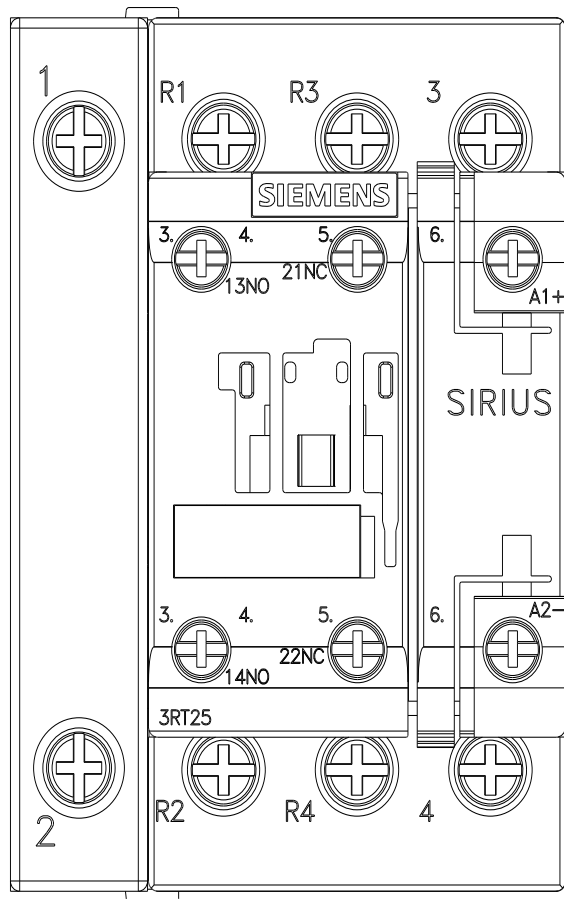 1 R1 R3 3
SIEMENS
3. 4. 5. 6.
13NO 21NC A1+
SIRIUS
3. 4. 5. 6. A2-
14NO 22NC
3RT25
2 R2 R4 4